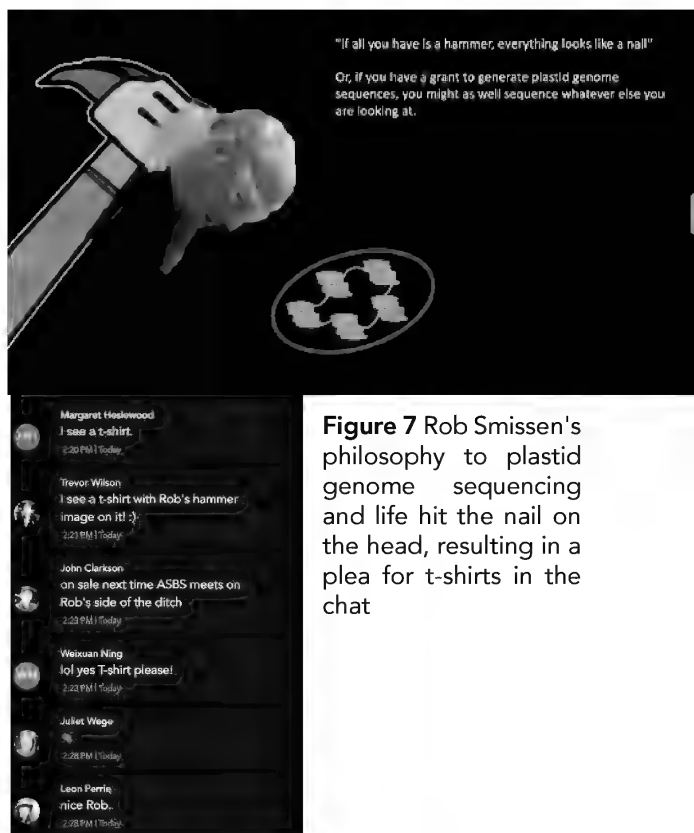 "If all you have is a hammer, everything looks like a nail"
Or, if you have a grant to generate plastid genome
sequences, you might as well sequence whatever else you
are looking at.
Margaret Heslewood
I see a t-shirt.
2:20 PM | Today
Trevor Wilson
I see a t-shirt with Rob's hammer
image on it! :)
2:21 PM | Today
John Clarkson
on sale next time ASBS meets on
Rob's side of the ditch
2:23 PM | Today
Weixuan Ning
lol yes T-shirt please!
2:23 PM | Today
Juliet Wege
2:28 PM | Today
Leon Perrie
nice Rob..
2:28 PM | Today
Figure 7 Rob Smissen's
philosophy to plastid
genome sequencing
and life hit the nail on
the head, resulting in a
plea for t-shirts in the
chat